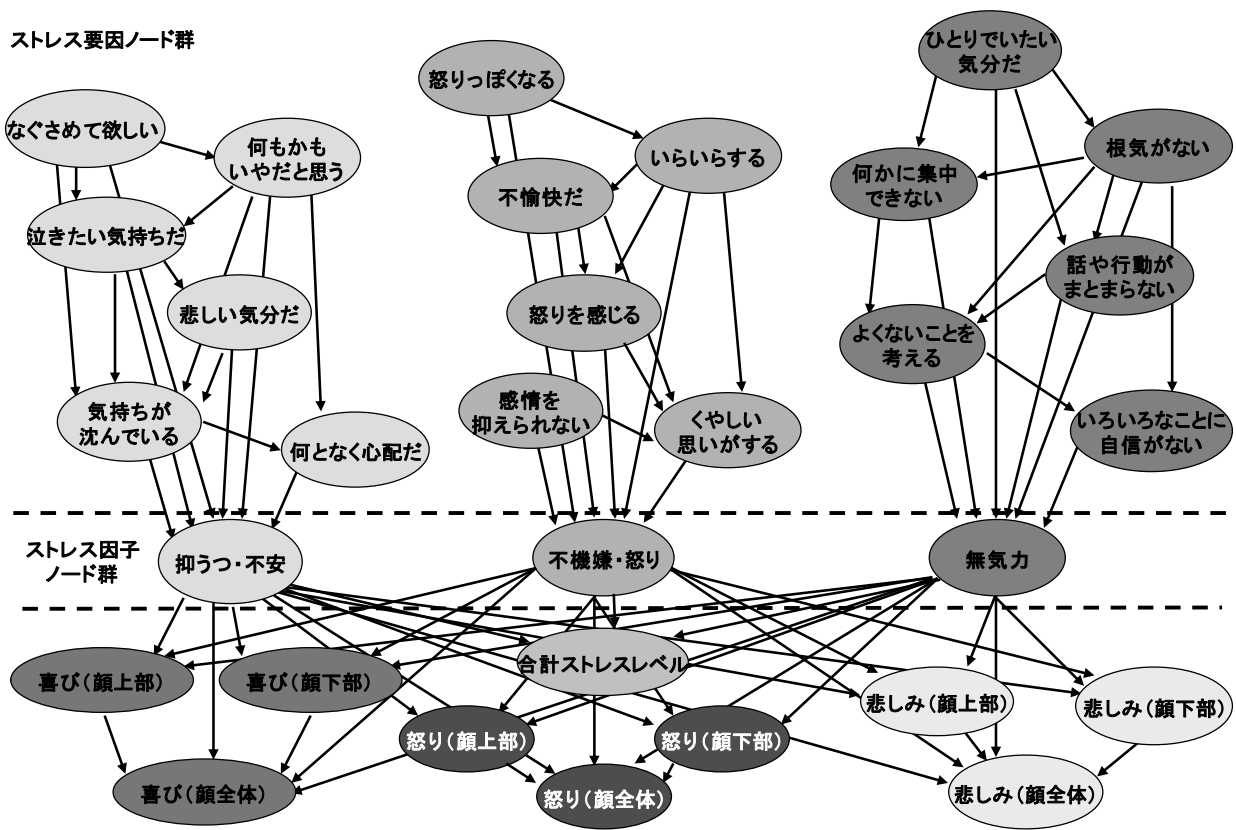 ストレス要因ノード群
なぐさめて欲しい
何もかも
いやだと思う
泣きたい気持ちだ
悲しい気分だ
気持ちが
沈んでいる
何となく心配だ
怒りっぽくなる
いらいらする
不愉快だ
怒りを感じる
感情を
抑えられない
くやしい
思いがする
ひとりでいたい
気分だ
根気がない
何かに集中
できない
話や行動が
まとまらない
よくないことを
考える
いろいろなことに
自信がない
ストレス因子
ノード群
抑うつ・不安
不機嫌・怒り
無気力
合計ストレスレベル
喜び(顔上部)
喜び(顔下部)
喜び(顔全体)
怒り(顔上部)
怒り(顔下部)
怒り(顔全体)
悲しみ(顔上部)
悲しみ(顔下部)
悲しみ(顔全体)